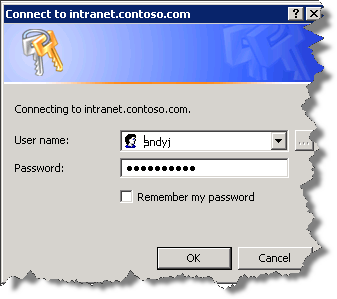 Connect to intranet.contoso.com
Connecting to intranet.contoso.com.
User name: andyj
...
Password: ●●●●●●●●●●
Remember my password
OK Cancel